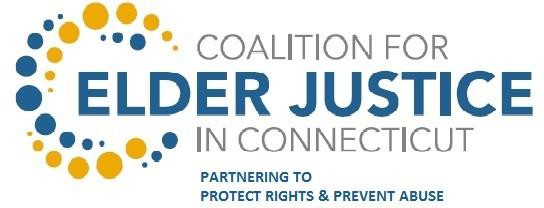 COALITION FOR
ELDER JUSTICE
IN CONNECTICUT
PARTNERING TO
PROTECT RIGHTS & PREVENT ABUSE